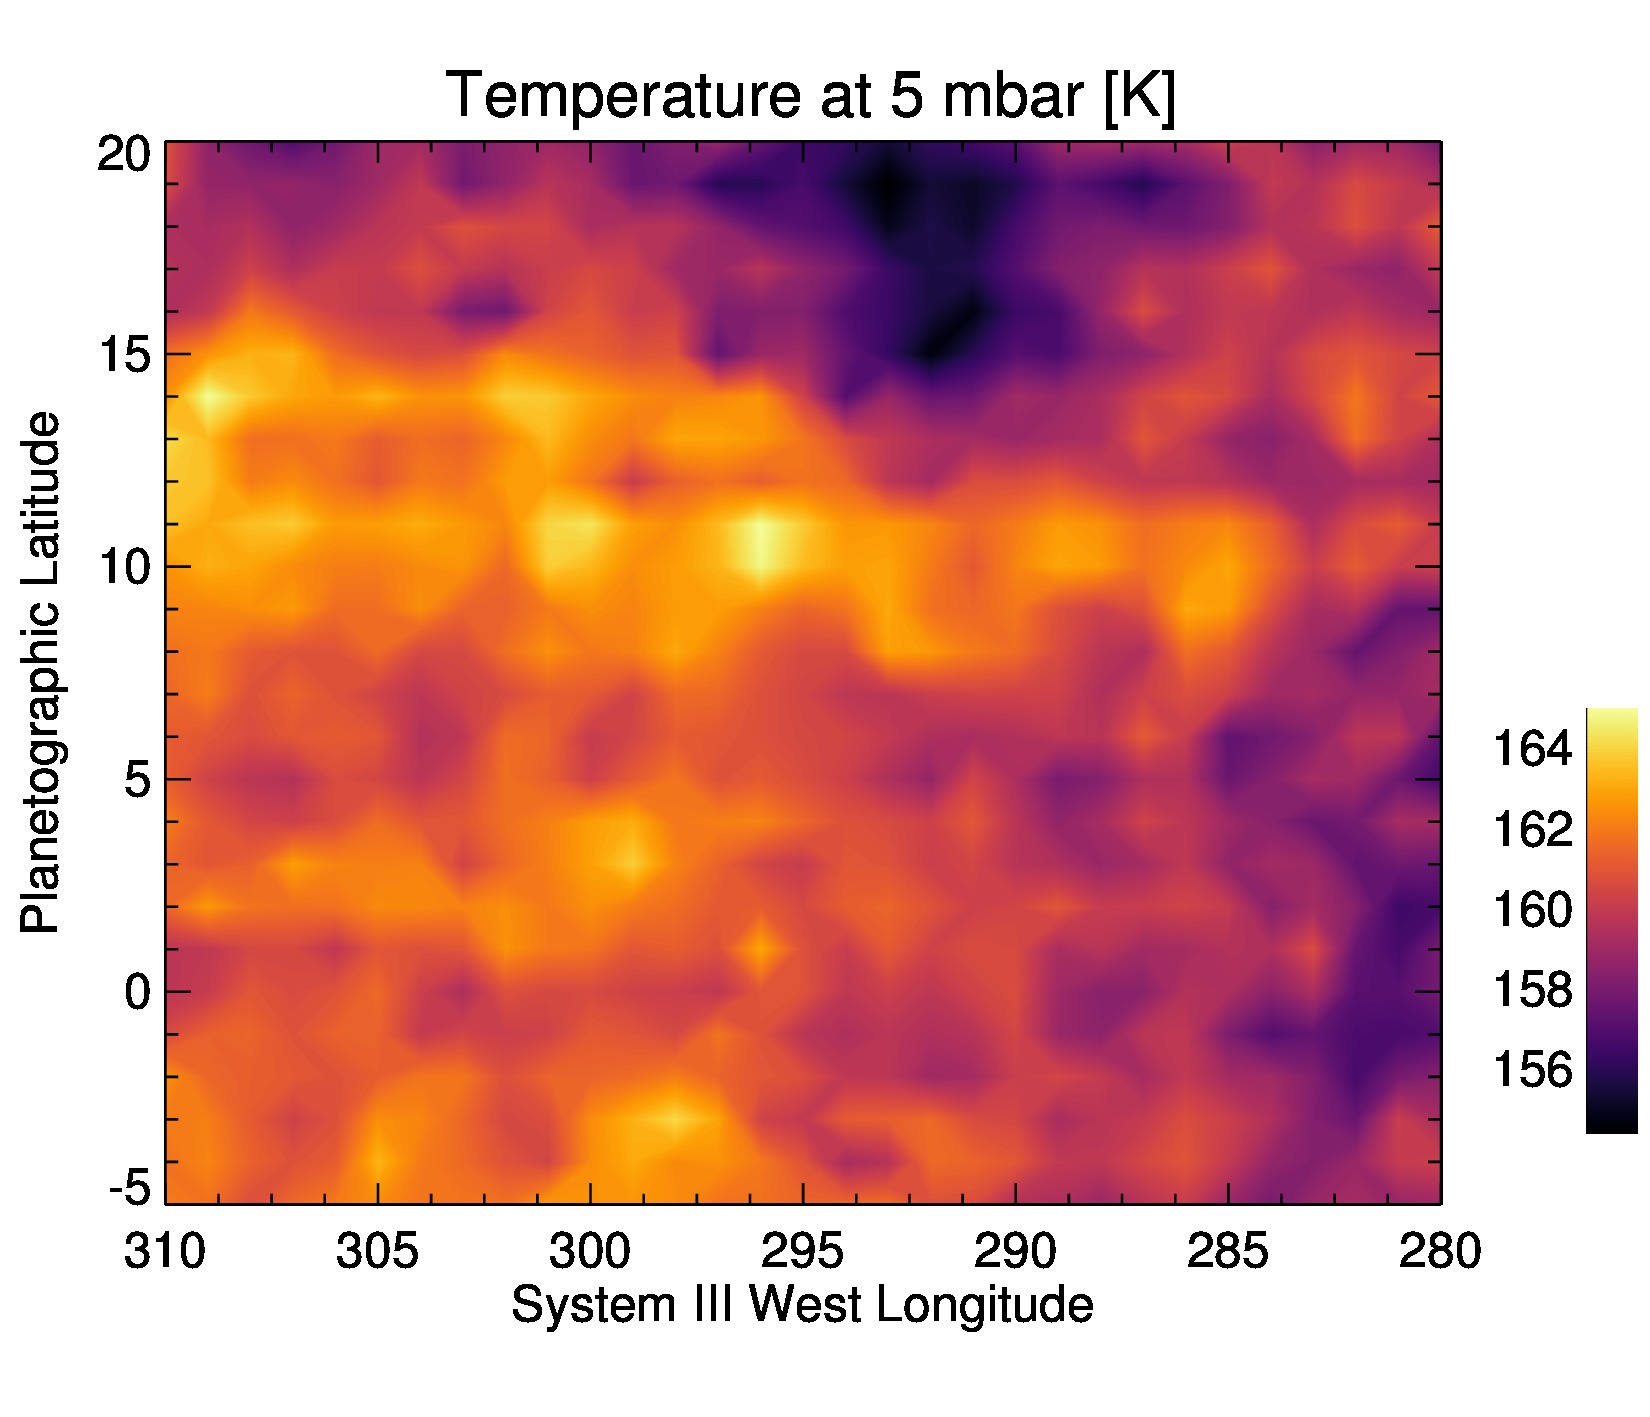 Temperature at 5 mbar [K]
20
15
10
5
0
-5
Planetographic Latitude
310 305 300 295 290 285 280
System III West Longitude
164
162
160
158
156